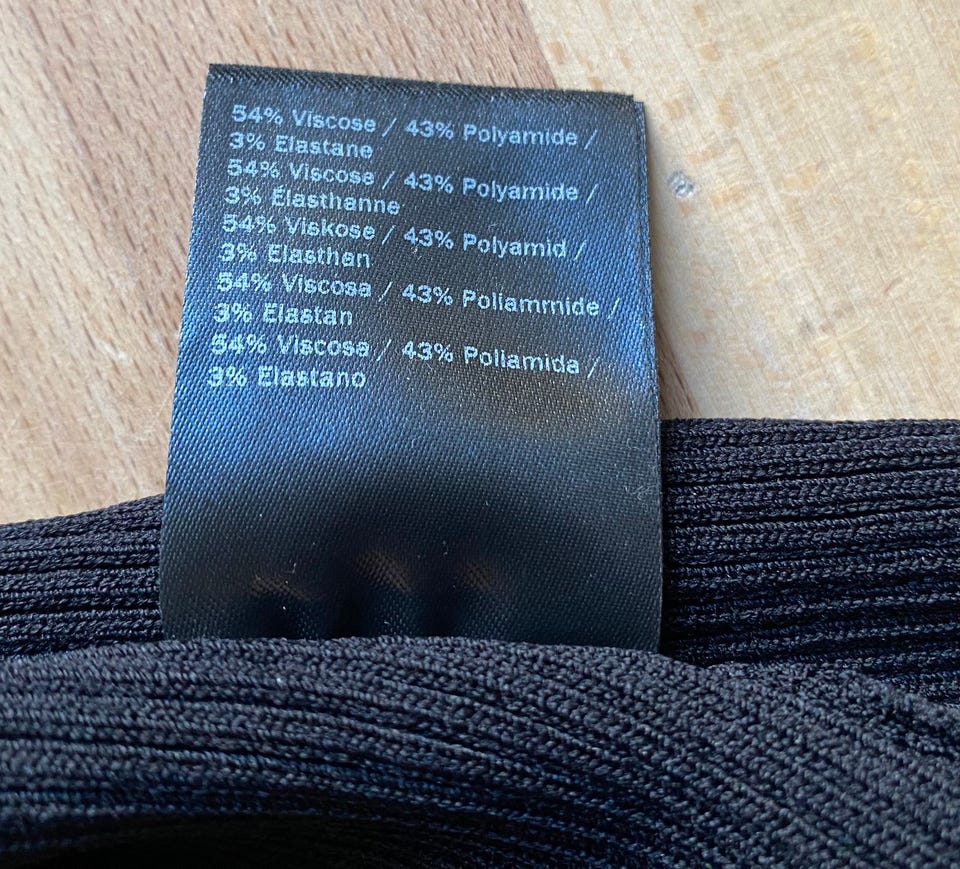 54% Viscose / 43% Polyamide /
3% Elastane
54% Viscose / 43% Polyamide /
3% Elasthanne
54% Viskose / 43% Polyamid /
3% Elasthan
54% Viscosa / 43% Poliammide /
3% Elastan
54% Viscosa / 43% Poliamida /
3% Elastano